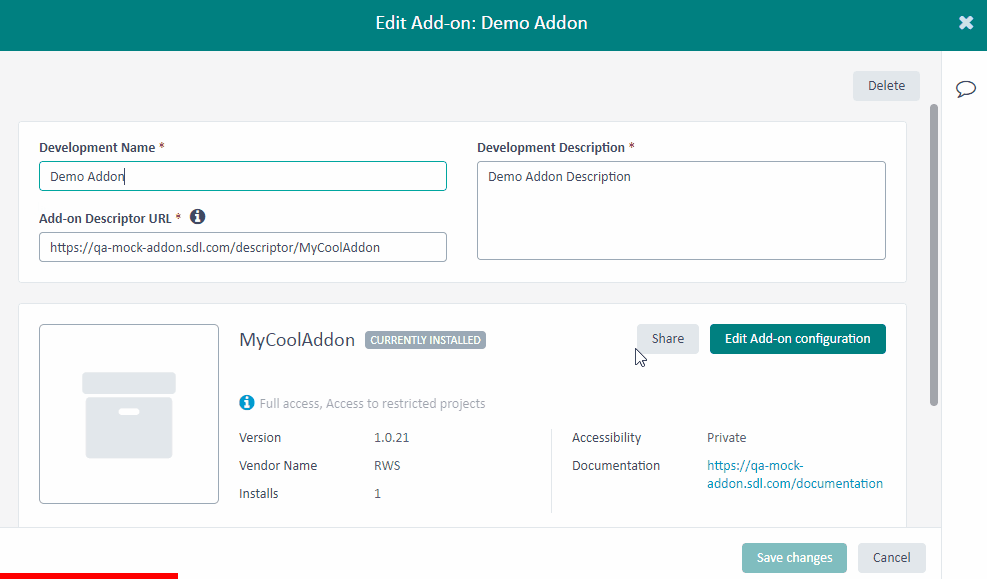 Edit Add-on: Demo Addon
Delete
Development Name *
Demo Addon
Development Description *
Demo Addon Description
Add-on Descriptor URL *
https://qa-mock-addon.sdl.com/descriptor/MyCoolAddon
MyCoolAddon
CURRENTLY INSTALLED
Share
Edit Add-on configuration
Full access, Access to restricted projects
Version 1.0.21
Vendor Name RWS
Installs 1
Accessibility Private
Documentation https://qa-mock-
addon.sdl.com/documentation
Save changes
Cancel